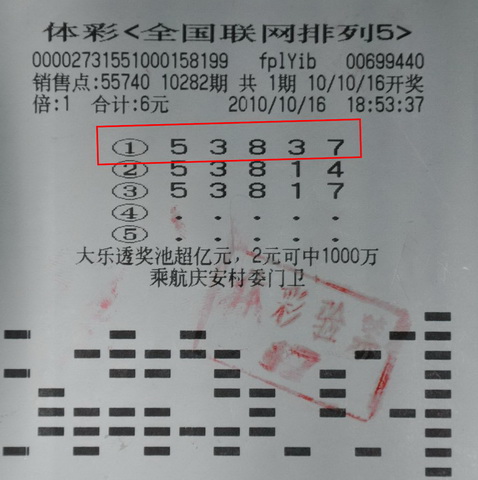 体彩<全国联网排列5>
00002731551000158199 fplYib 00699440
销售点:55740 10282期 共 1期 10/10/16开奖
倍:1 合计:6元 2010/10/16 18:53:37
① 5 3 8 3 7
② 5 3 8 1 4
③ 5 3 8 1 7
④ . . . . .
⑤ . . . . .
大乐透奖池超亿元，2元可中1000万
乘航庆安村委门卫
彩验